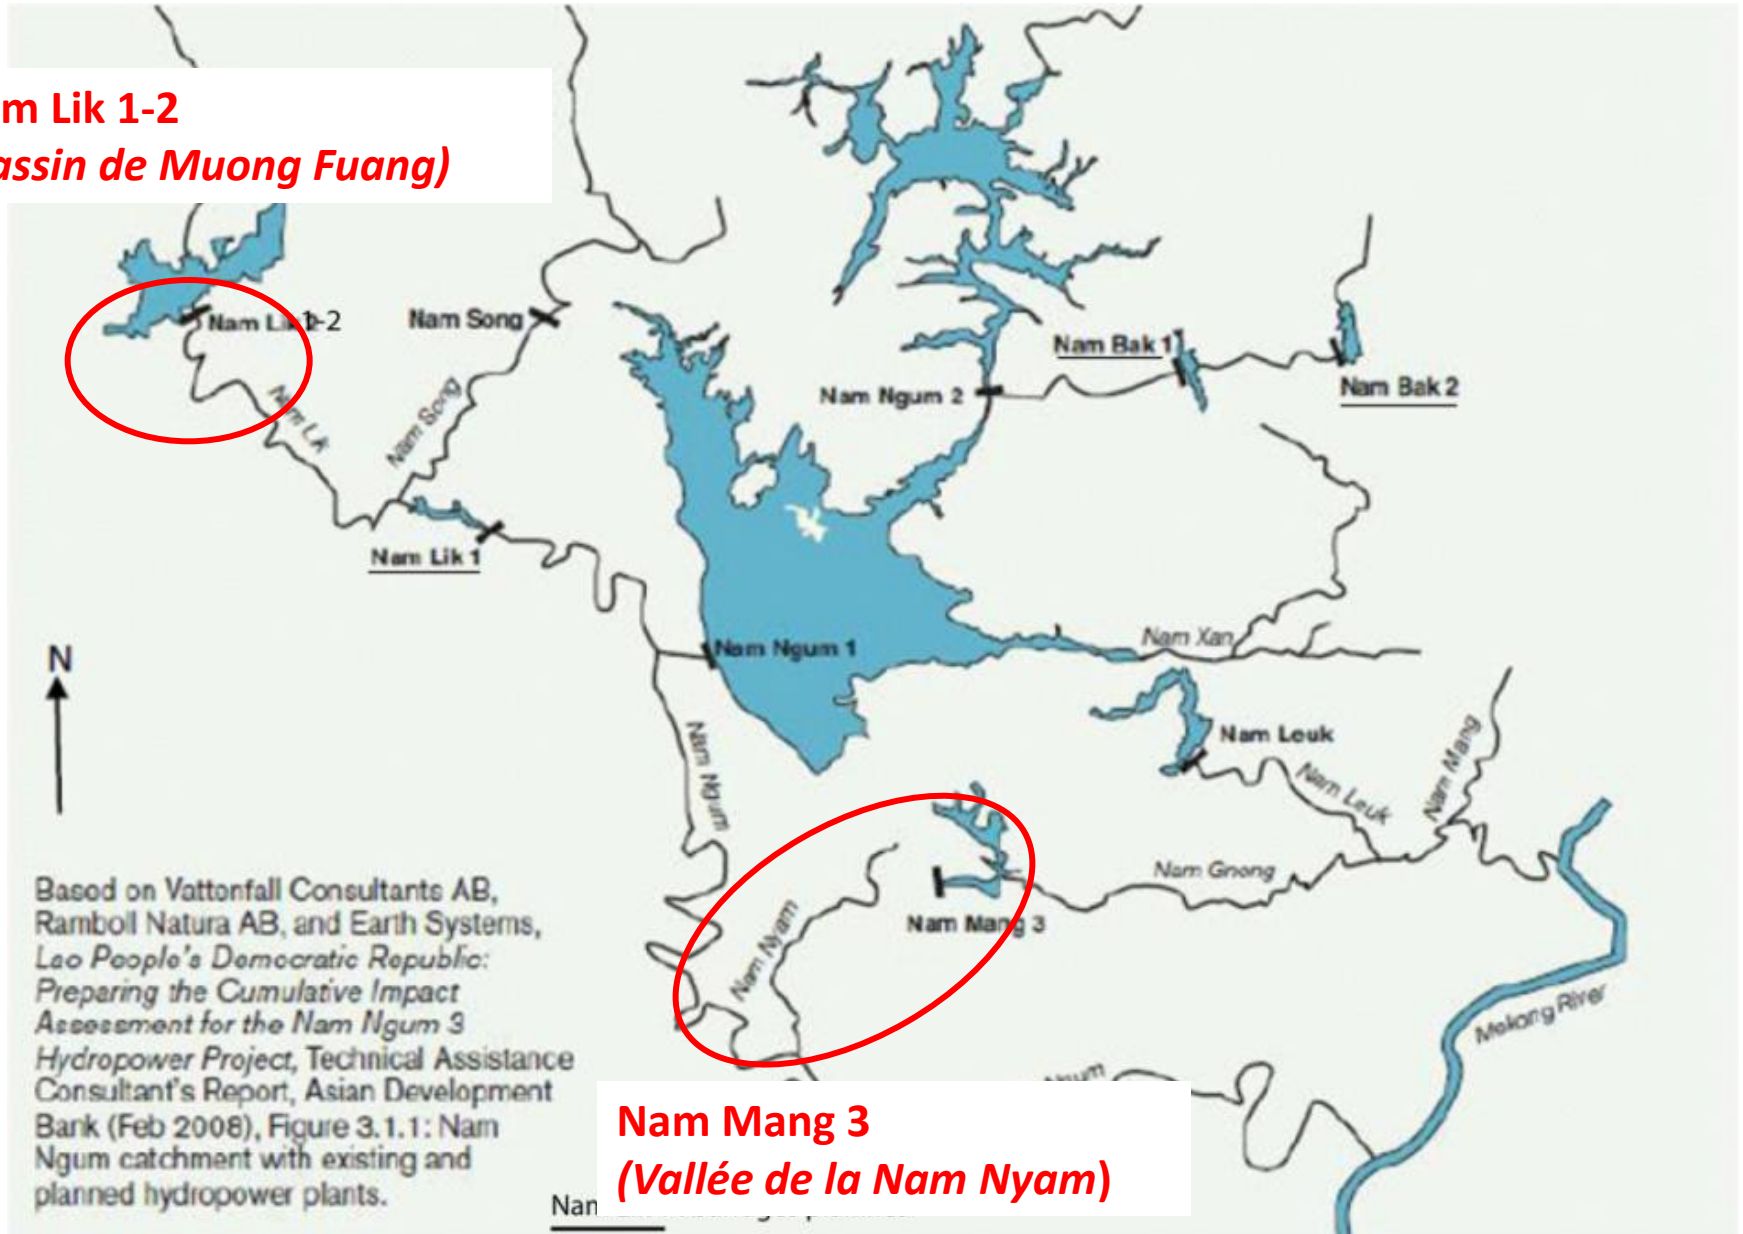 m Lik 1-2
assin de Muong Fuang)
Nam Lik
1-2
Nam Song
Nam Bak 1
Nam Bak 2
Nam Ngum 2
Nam Lik
Nam Song
Nam Lik 1
Nam Xan
Nam Ngum 1
N
Nam Leuk
Nam Ngum
Nam Leuk
Nam Mang
Nam Gnong
Nam Mang 3
Nam Nyam
Mekong River
Based on Vattonfall Consultants AB,
Ramboll Natura AB, and Earth Systems,
Lao People's Democratic Republic:
Preparing the Cumulative Impact
Assessment for the Nam Ngum 3
Hydropower Project, Technical Assistance
Consultant's Report, Asian Development
Bank (Feb 2008), Figure 3.1.1: Nam
Ngum catchment with existing and
planned hydropower plants.
Nam Mang 3
(Vallée de la Nam Nyam)